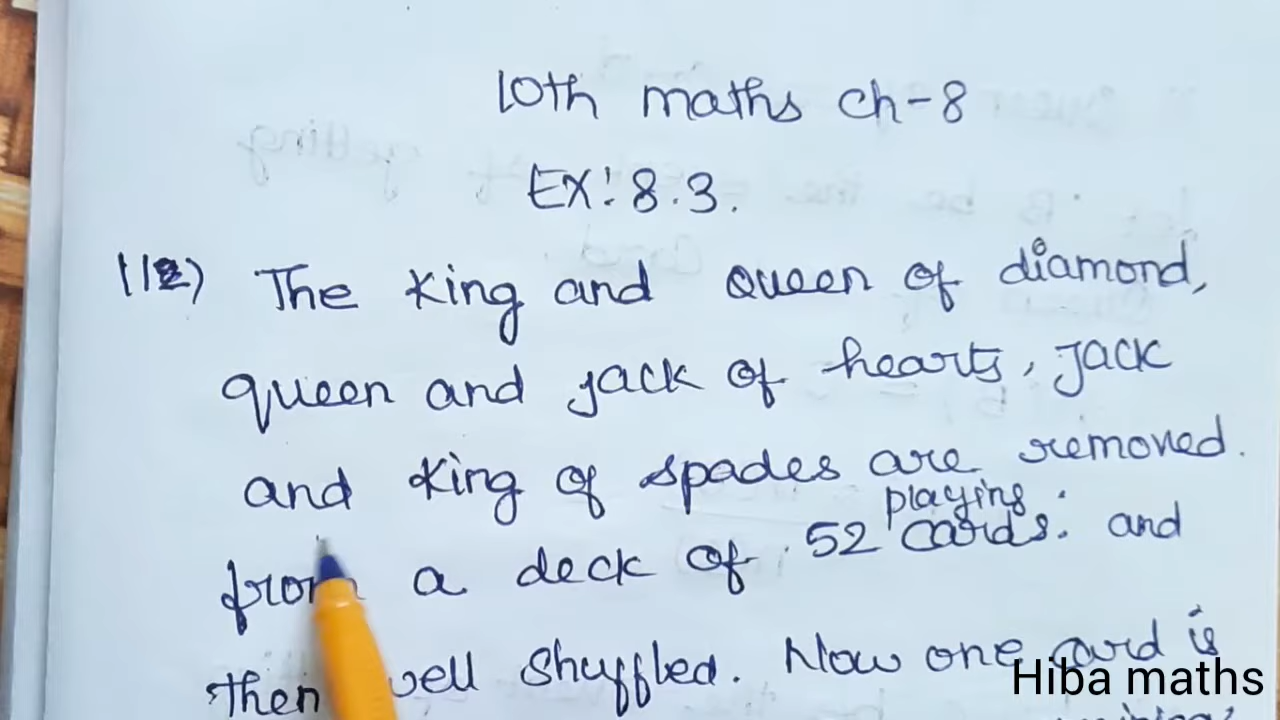 10th maths ch-8
EX: 8.3.
The King and Queen of diamond,
queen and jack of hearts, Jack
and King of spades are removed.
playing
from a deck of 52 cards. and
then well shuffled. Now one card is
Hiba maths